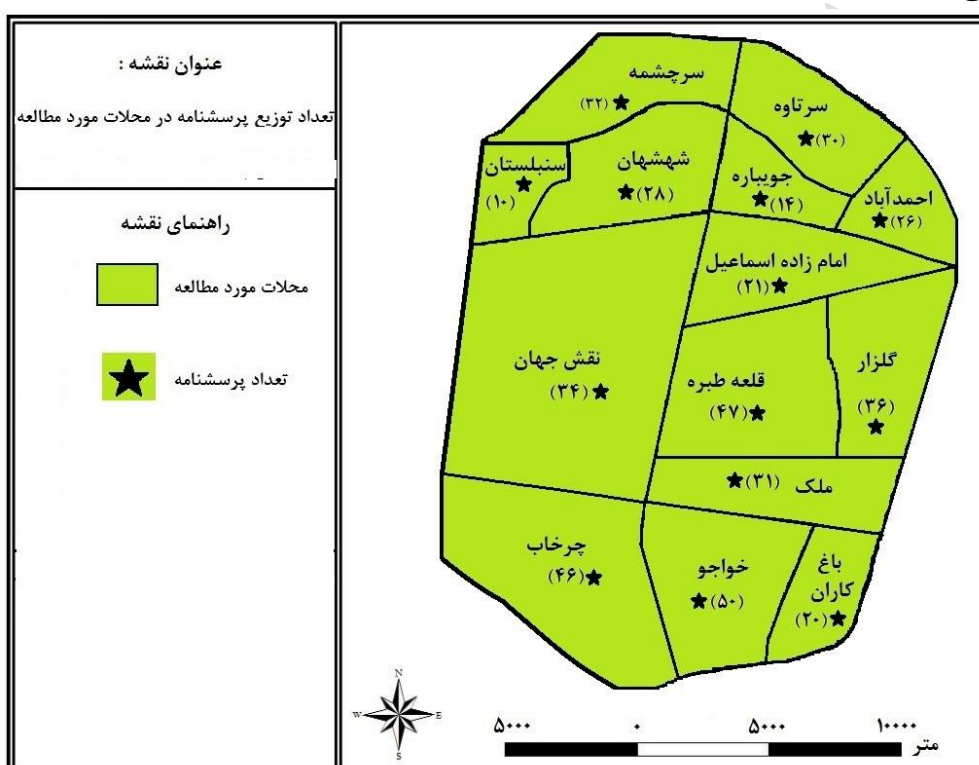 عنوان نقشه :
تعداد توزیع پرسشنامه در محلات مورد مطالعه
راهنمای نقشه
محلات مورد مطالعه
تعداد پرسشنامه
سرچشمه
(۳۲)
سرتاوه
(۳۰)
سنبلستان
(۱۰)
شهشهان
(۲۸)
جویباره
(۱۴)
احمدآباد
(۲۶)
امام زاده اسماعیل
(۲۱)
نقش جهان
(۳۴)
قلعه طبره
(۴۷)
گلزار
(۳۶)
ملک
(۳۱)
چرخاب
(۴۶)
خواجو
(۵۰)
باغ
کاران
(۲۰)
N
W
E
S
۵۰۰۰ ۰ ۵۰۰۰ ۱۰۰۰۰
متر